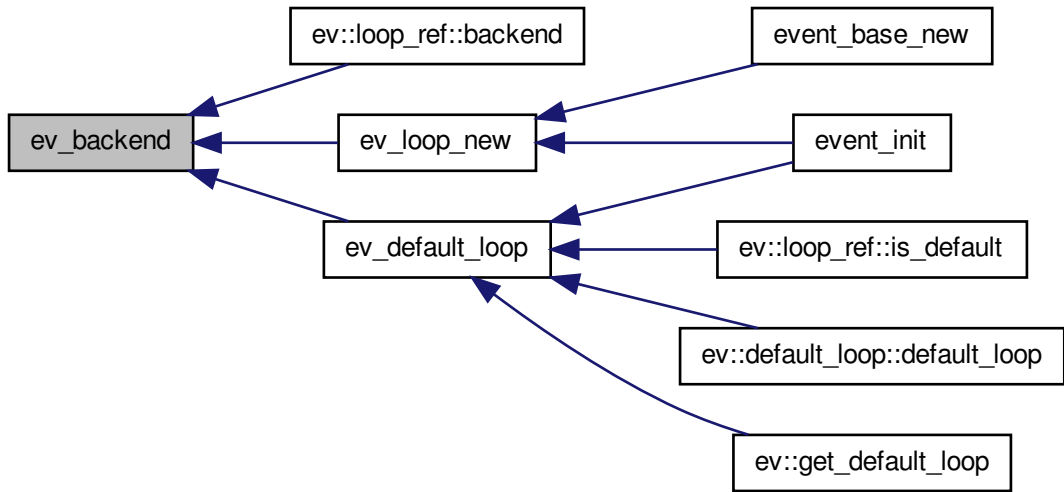 ev::loop_ref::backend
event_base_new
ev_backend
ev_loop_new
event_init
ev_default_loop
ev::loop_ref::is_default
ev::default_loop::default_loop
ev::get_default_loop